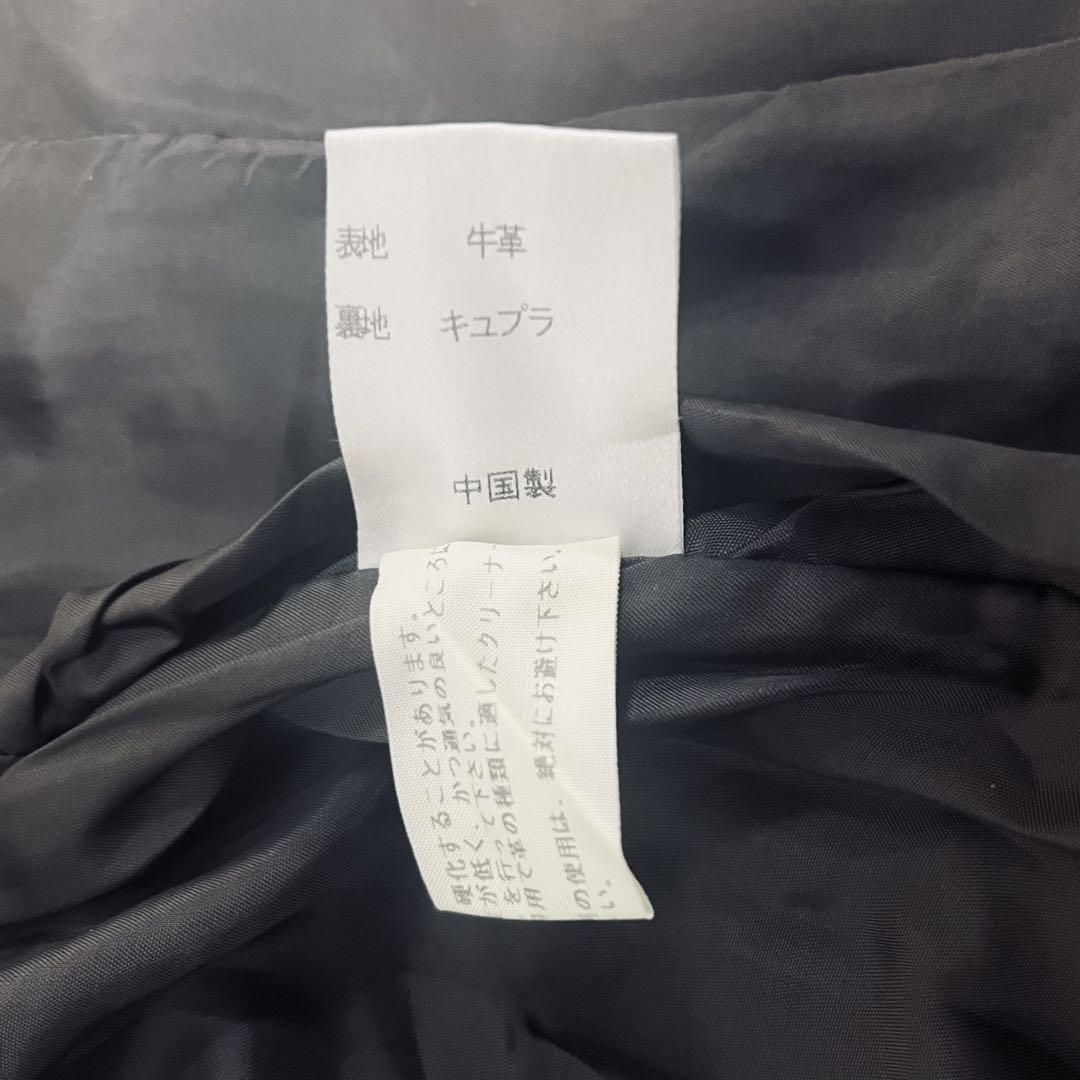 表地 牛革
裏地 キュプラ
中国製
硬化することがあります。
かつ通気の良いところに
が低く、
て下さい。
を行っ
用で革の種類に適したクリーナー
の使用は、絶対にお避け下さい。
い。